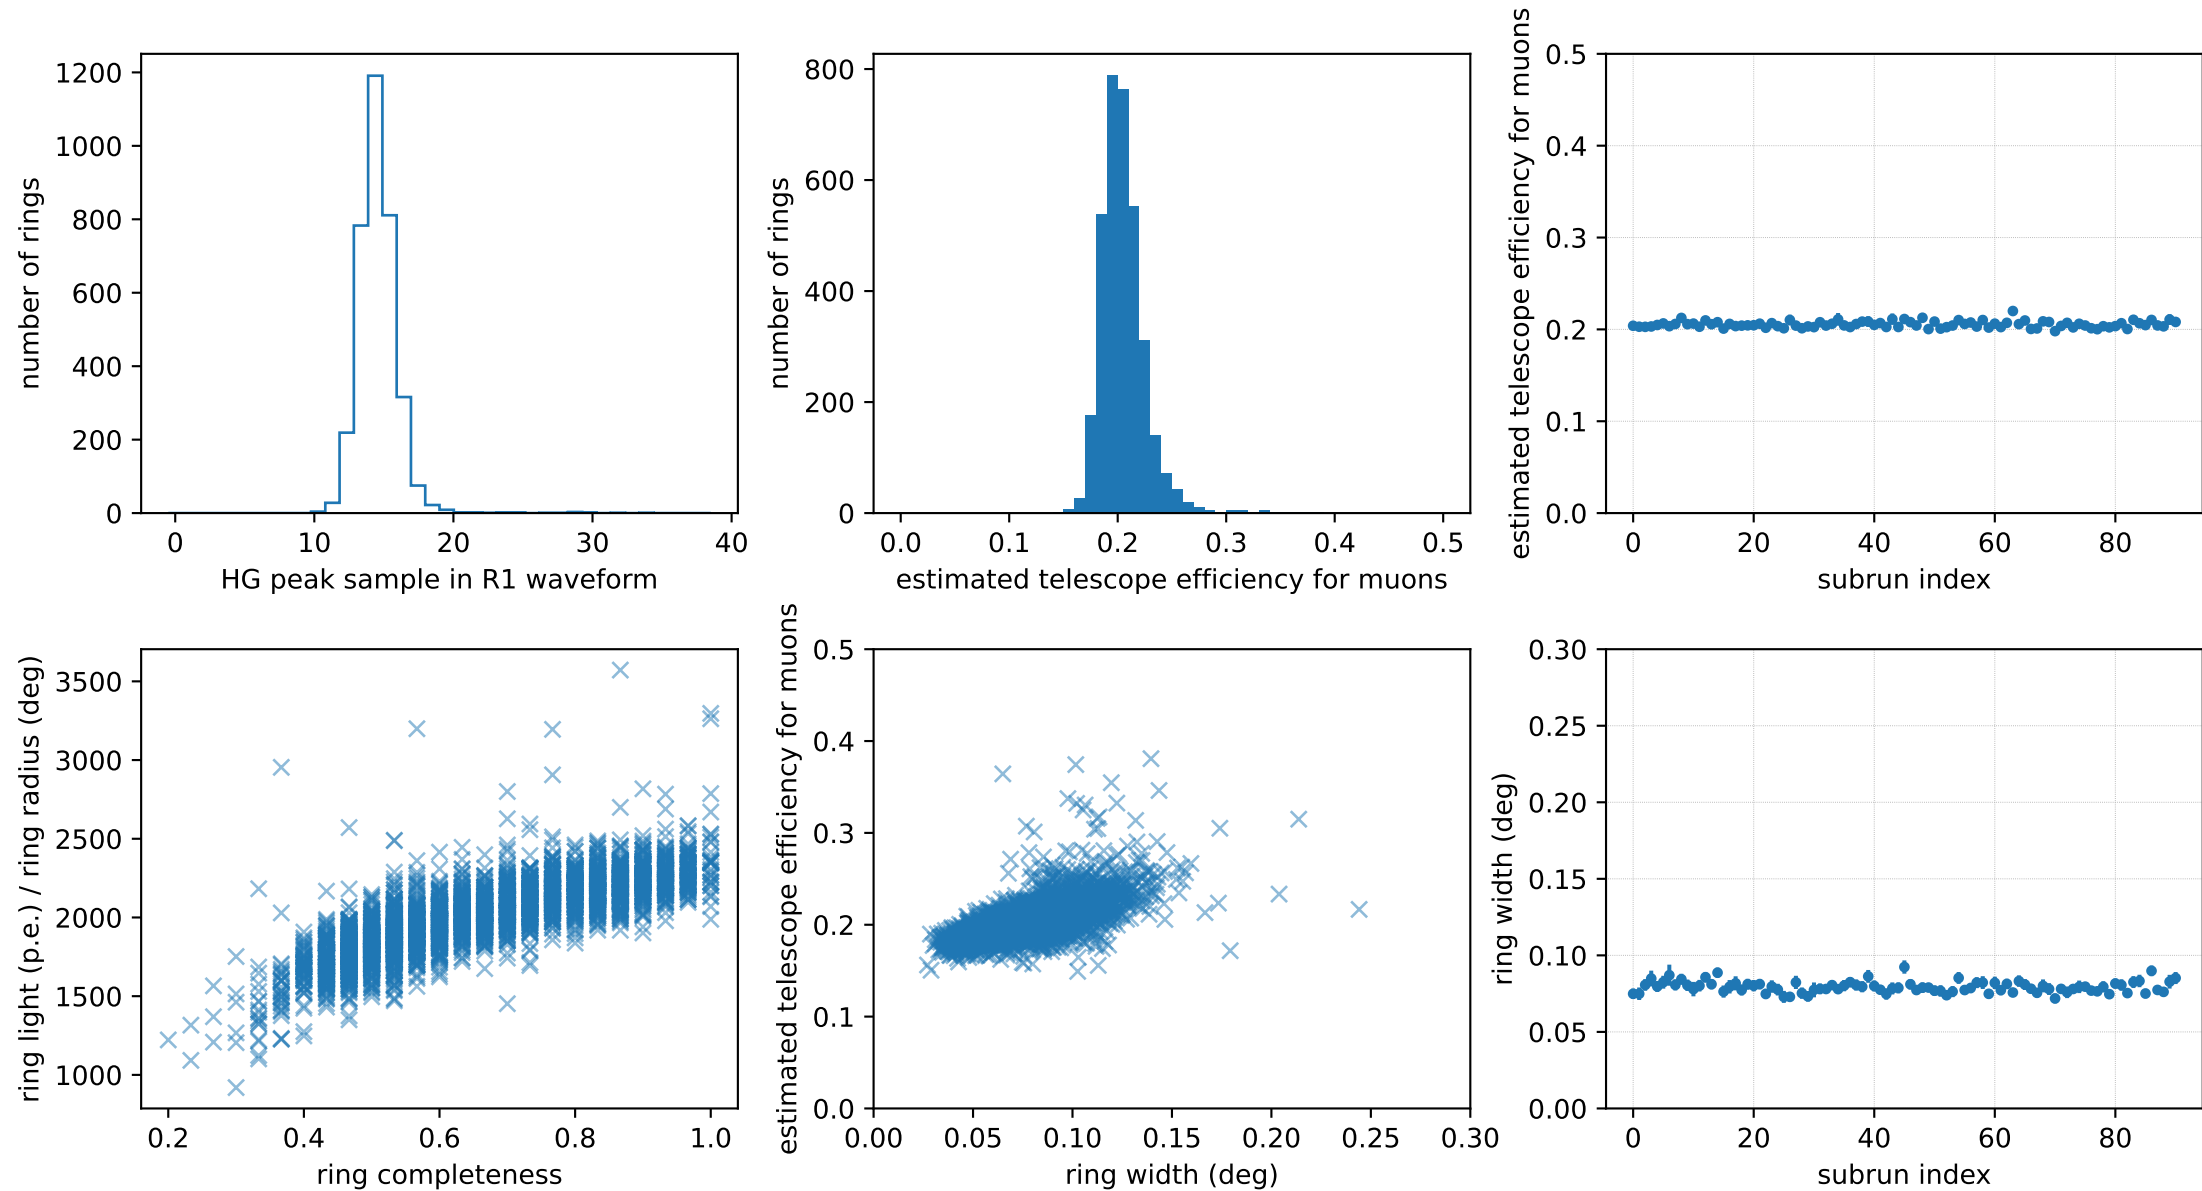 1200
1000
800
600
400
200
0
number of rings
0 10 20 30 40
HG peak sample in R1 waveform
800
600
400
200
0
number of rings
0.0 0.1 0.2 0.3 0.4 0.5
estimated telescope efficiency for muons
0.5
0.4
0.3
0.2
0.1
0.0
estimated telescope efficiency for muons
0 20 40 60 80
subrun index
3500
3000
2500
2000
1500
1000
ring light (p.e.) / ring radius (deg)
0.2 0.4 0.6 0.8 1.0
ring completeness
0.5
0.4
0.3
0.2
0.1
0.0
estimated telescope efficiency for muons
0.00 0.05 0.10 0.15 0.20 0.25 0.30
ring width (deg)
0.30
0.25
0.20
0.15
0.10
0.05
0.00
ring width (deg)
0 20 40 60 80
subrun index